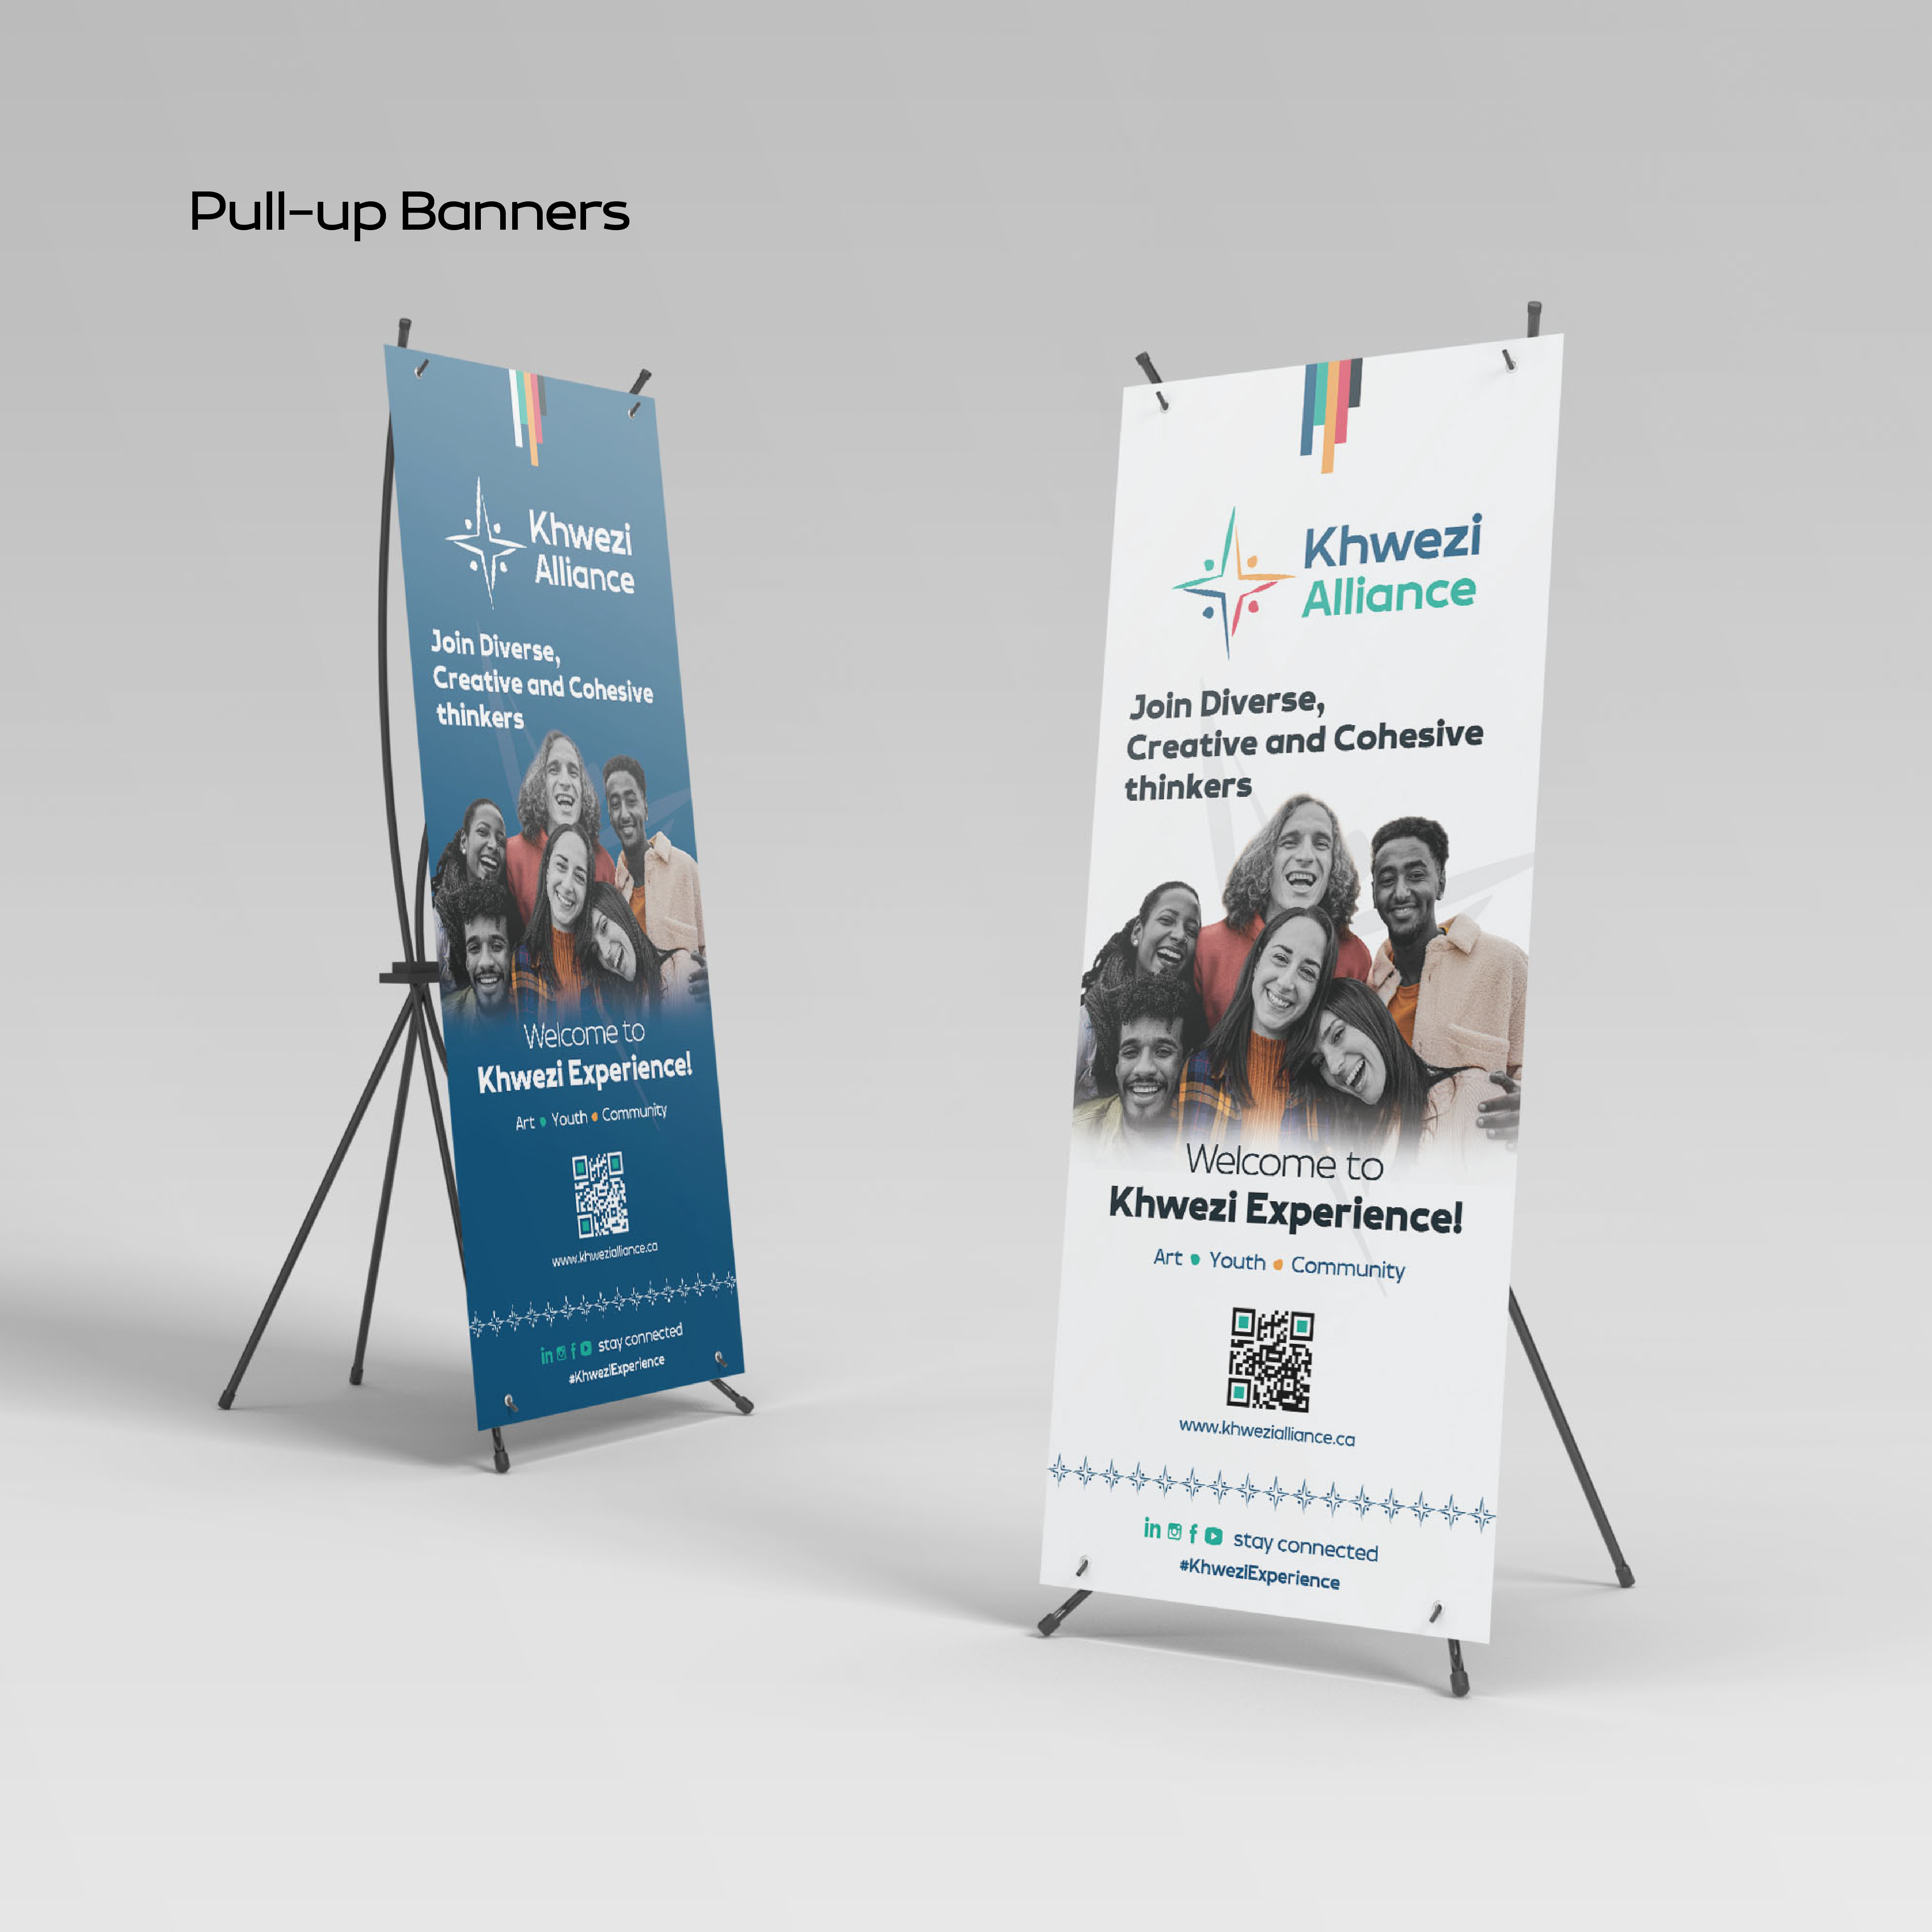 Pull-up Banners
Khwezi
Alliance
Join Diverse,
Creative and Cohesive
thinkers
Welcome to
Khwezi Experience!
Art • Youth • Community
www.khwezialliance.ca
in f stay connected
#KhweziExperience
Khwezi
Alliance
Join Diverse,
Creative and Cohesive
thinkers
Welcome to
Khwezi Experience!
Art • Youth • Community
www.khwezialliance.ca
in f stay connected
#KhweziExperience